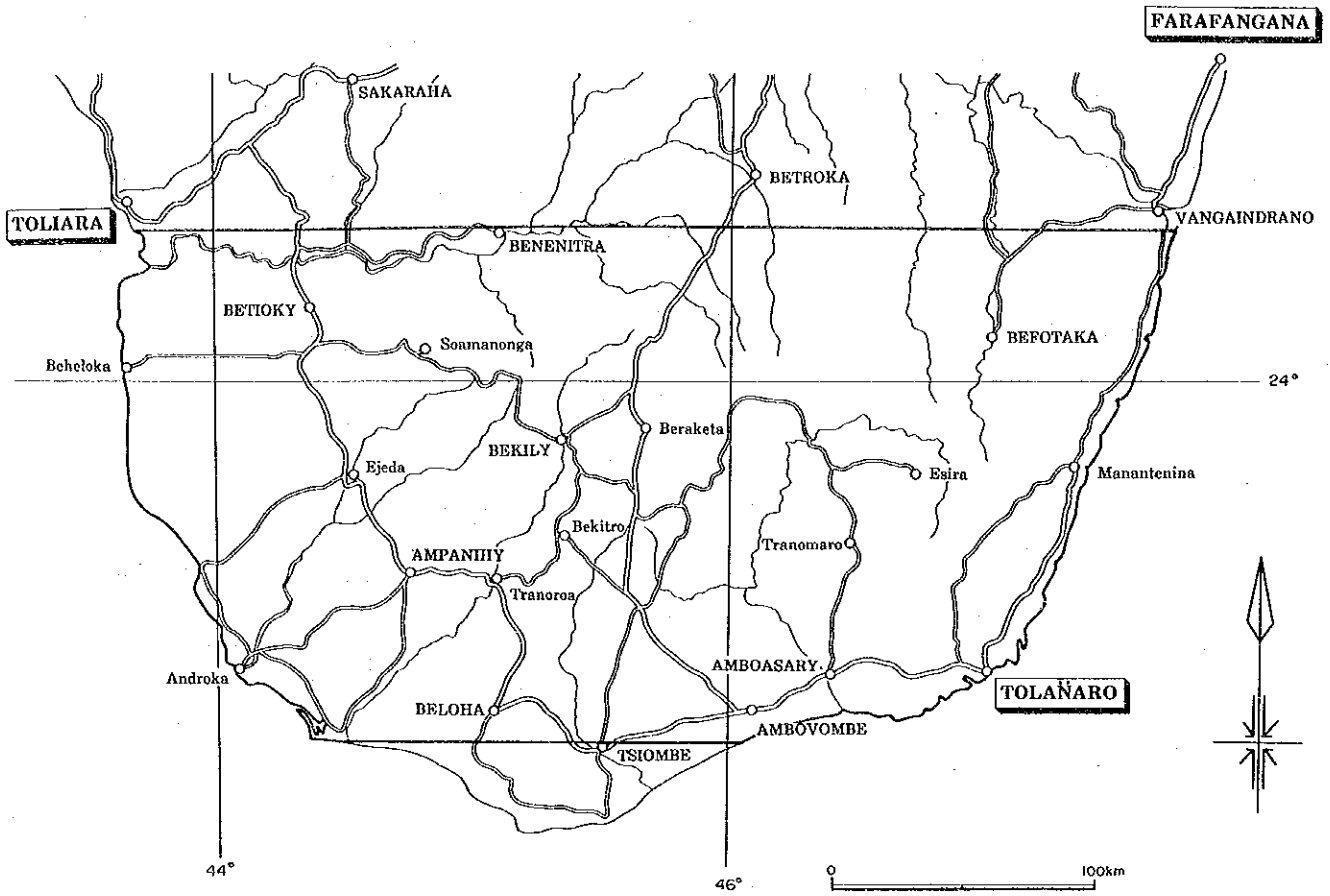 FARAFANGANA
SAKARAHA
BETROKA
TOLIARA
VANGAINDRANO
BENENITRA
BETIOKY
Soamanonga
BEFOTAKA
Beheloka
24°
Beraketa
BEKILY
Ejeda
Esira
Manantenina
Bekitro
Tranomaro
AMPANIHY
Tranoroa
Androka
AMBOASARY
TOLAÑARO
BELOHA
AMBOVOMBE
TSIOMBE
44°
46°
0
100km